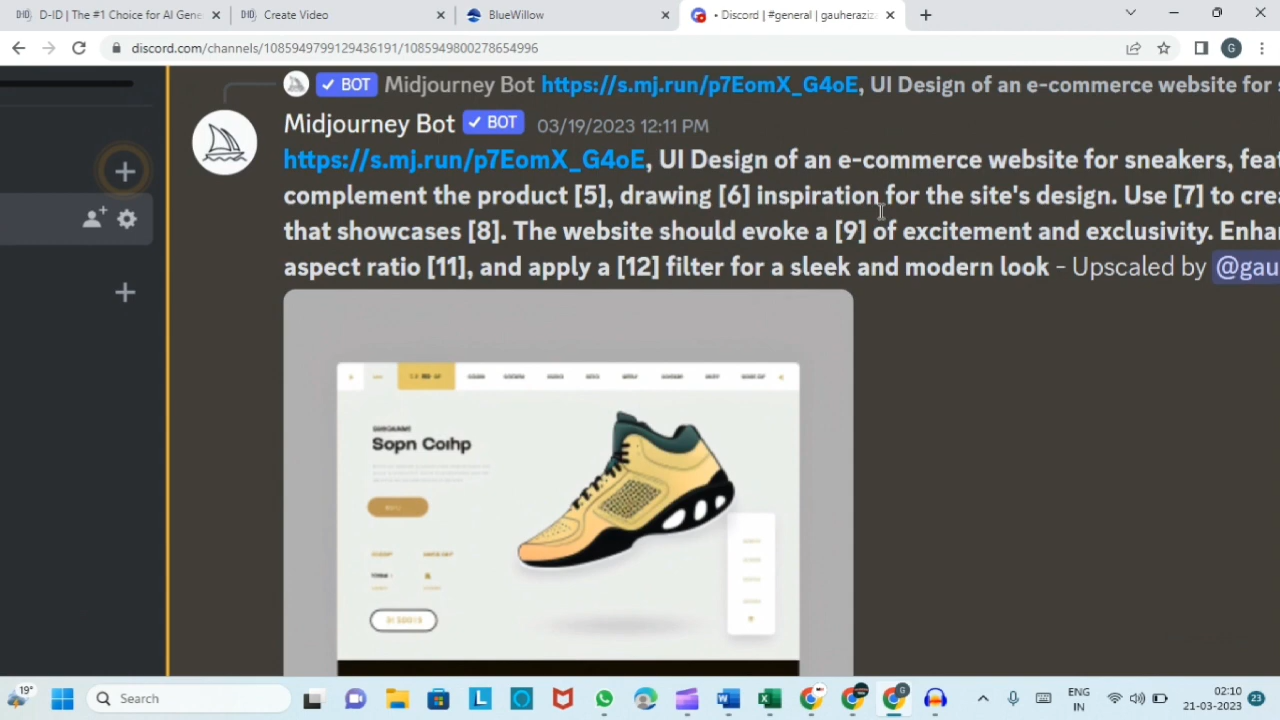 D-ID | The #1 Choice for AI Gene
Create Video
BlueWillow
• Discord | #general | gauheraziza
discord.com/channels/1085949799129436191/1085949800278654996
G
✓ BOT Midjourney Bot https://s.mj.run/p7EomX_G4oE, UI Design of an e-commerce website for s
Midjourney Bot ✓ BOT 03/19/2023 12:11 PM
https://s.mj.run/p7EomX_G4oE, UI Design of an e-commerce website for sneakers, feat
complement the product [5], drawing [6] inspiration for the site's design. Use [7] to crea
that showcases [8]. The website should evoke a [9] of excitement and exclusivity. Enhan
aspect ratio [11], and apply a [12] filter for a sleek and modern look - Upscaled by @gau
Sopn Coıhp
19°
Search
ENG
IN
02:10
21-03-2023
23